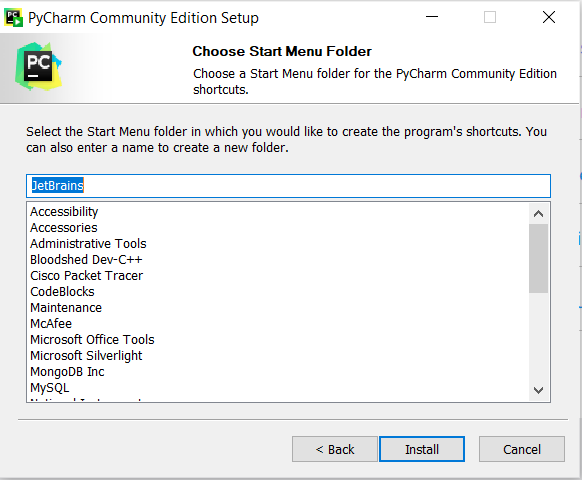 PyCharm Community Edition Setup
Choose Start Menu Folder
Choose a Start Menu folder for the PyCharm Community Edition
shortcuts.
PC
Select the Start Menu folder in which you would like to create the program's shortcuts. You
can also enter a name to create a new folder.
JetBrains
Accessibility
Accessories
Administrative Tools
Bloodshed Dev-C++
Cisco Packet Tracer
CodeBlocks
Maintenance
McAfee
Microsoft Office Tools
Microsoft Silverlight
MongoDB Inc
MySQL
< Back
Install
Cancel